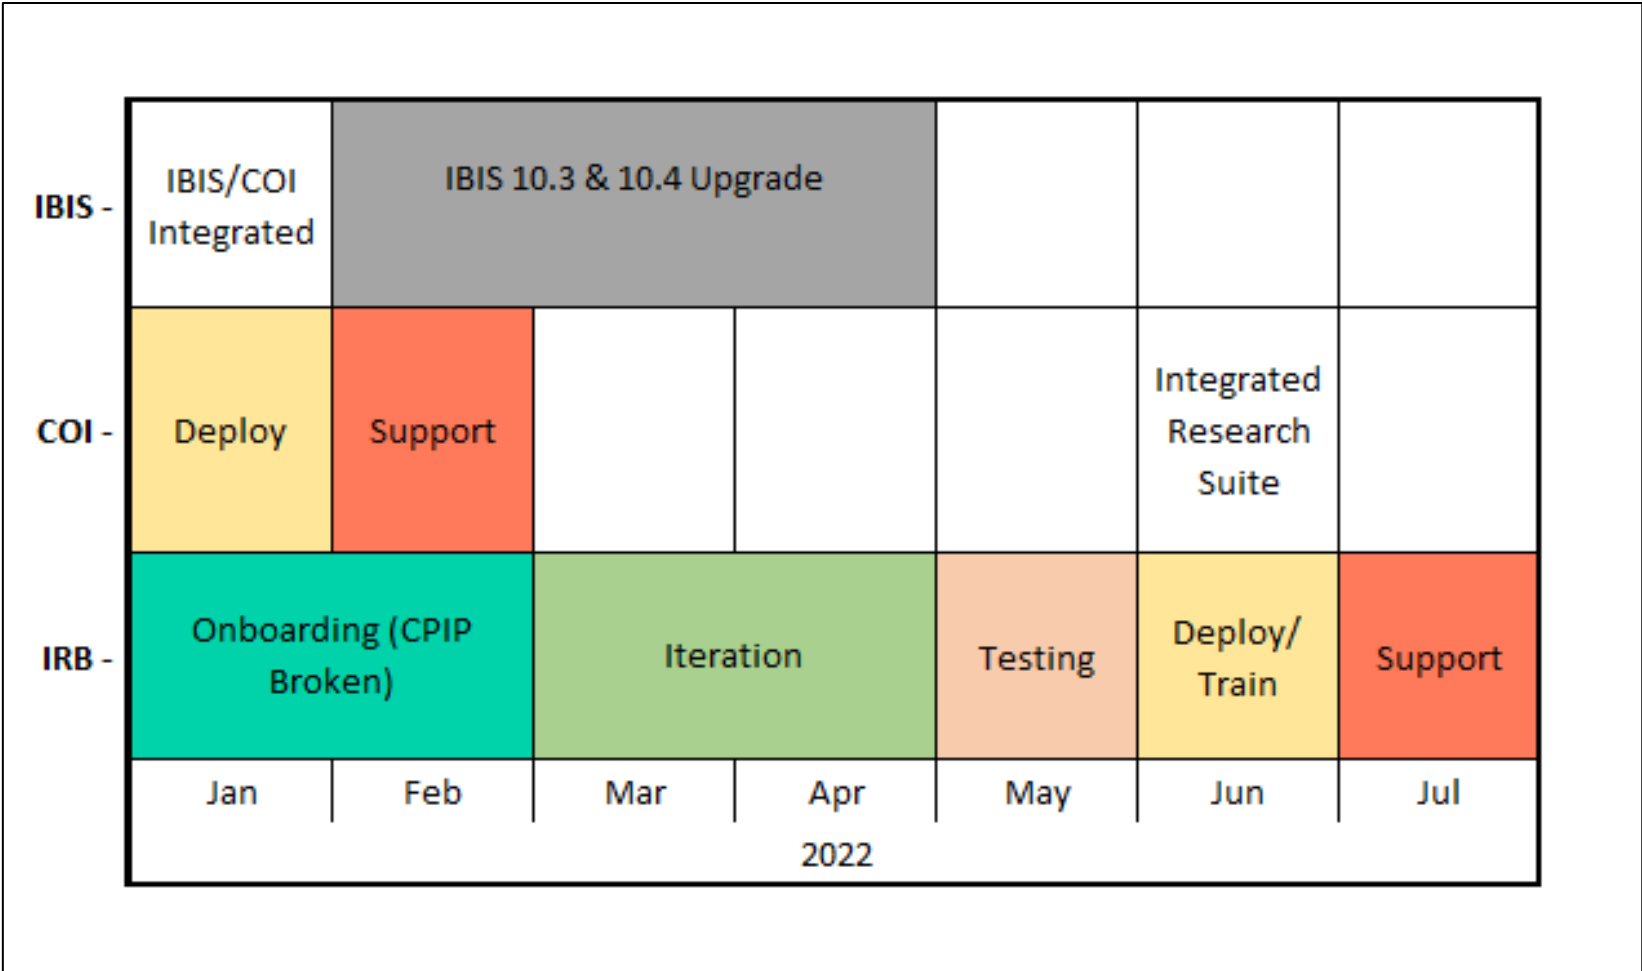 IBIS -
IBIS/COI
Integrated
IBIS 10.3 & 10.4 Upgrade
COI -
Deploy
Support
Integrated
Research
Suite
IRB -
Onboarding (CPIP
Broken)
Iteration
Testing
Deploy/
Train
Support
Jan Feb Mar Apr May Jun Jul
2022